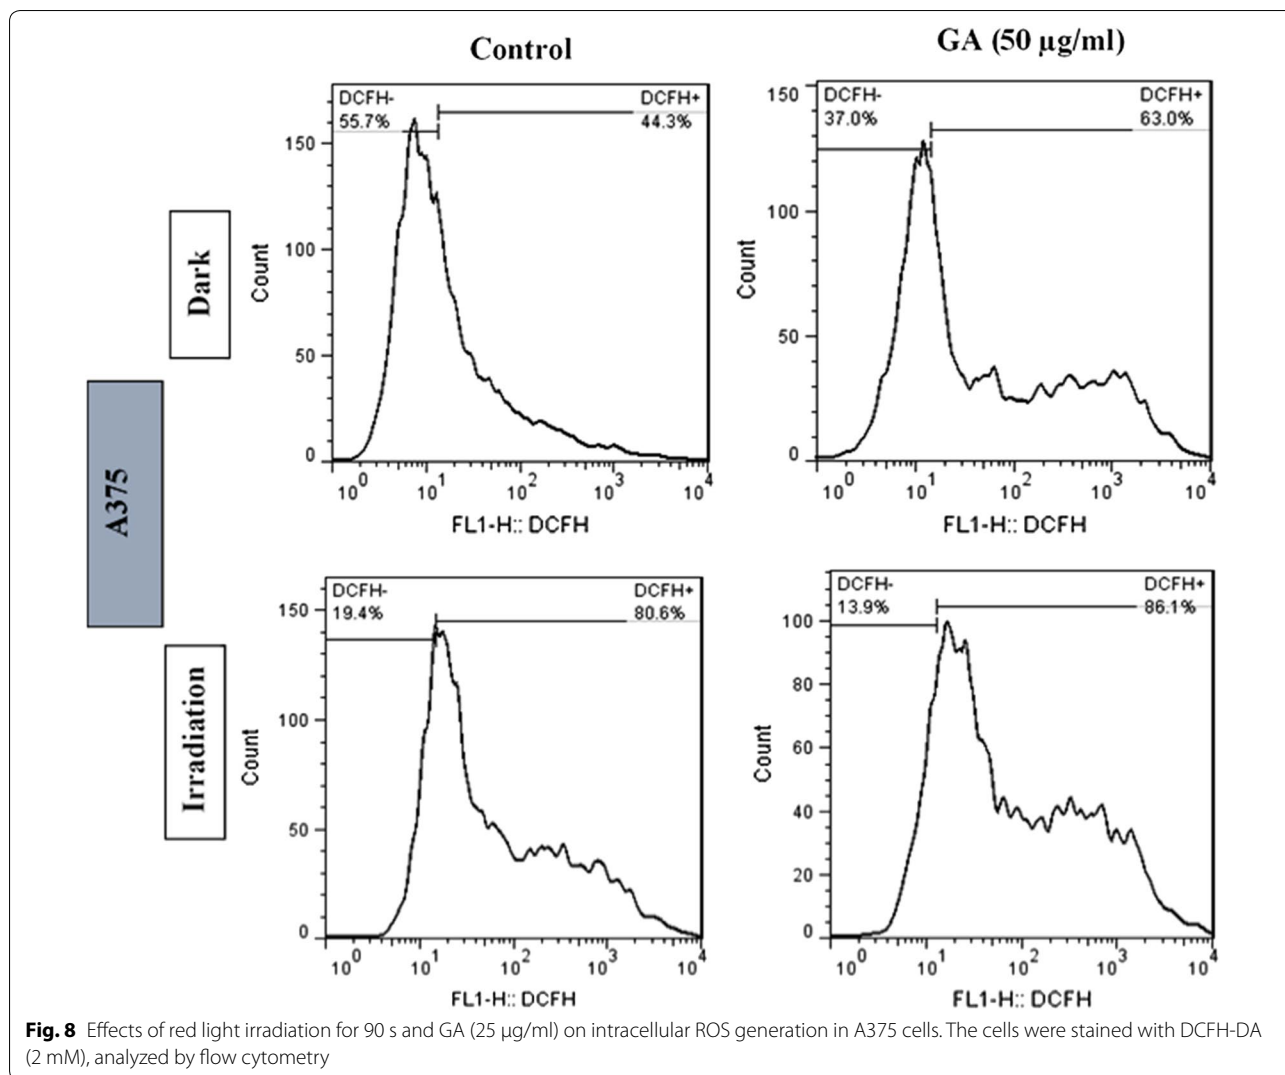 Control
GA (50 µg/ml)
DCFH-
55.7%
DCFH+
44.3%
150
100
50
0
Count
10^0 10^1 10^2 10^3 10^4
FL1-H:: DCFH
DCFH-
37.0%
DCFH+
63.0%
150
100
50
0
Count
10^0 10^1 10^2 10^3 10^4
FL1-H:: DCFH
Dark
A375
Irradiation
DCFH-
19.4%
DCFH+
80.6%
150
100
50
0
Count
10^0 10^1 10^2 10^3 10^4
FL1-H:: DCFH
DCFH-
13.9%
DCFH+
86.1%
100
80
60
40
20
0
Count
10^0 10^1 10^2 10^3 10^4
FL1-H:: DCFH
Fig. 8 Effects of red light irradiation for 90 s and GA (25 µg/ml) on intracellular ROS generation in A375 cells. The cells were stained with DCFH-DA
(2 mM), analyzed by flow cytometry